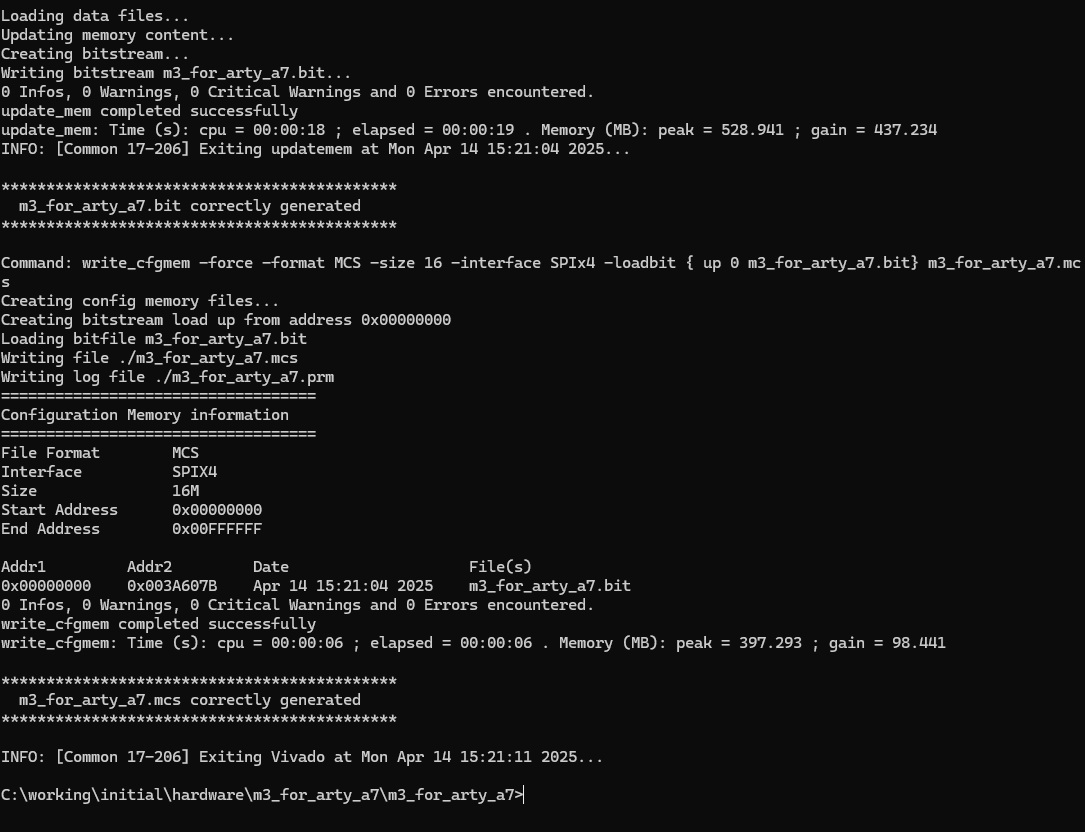 Loading data files...
Updating memory content...
Creating bitstream...
Writing bitstream m3_for_arty_a7.bit...
0 Infos, 0 Warnings, 0 Critical Warnings and 0 Errors encountered.
update_mem completed successfully
update_mem: Time (s): cpu = 00:00:18 ; elapsed = 00:00:19 . Memory (MB): peak = 528.941 ; gain = 437.234
INFO: [Common 17-206] Exiting updatemem at Mon Apr 14 15:21:04 2025...

********************************************
  m3_for_arty_a7.bit correctly generated
********************************************

Command: write_cfgmem -force -format MCS -size 16 -interface SPIx4 -loadbit { up 0 m3_for_arty_a7.bit} m3_for_arty_a7.mc
s
Creating config memory files...
Creating bitstream load up from address 0x00000000
Loading bitfile m3_for_arty_a7.bit
Writing file ./m3_for_arty_a7.mcs
Writing log file ./m3_for_arty_a7.prm
===================================
Configuration Memory information
===================================
File Format        MCS
Interface          SPIX4
Size               16M
Start Address      0x00000000
End Address        0x00FFFFFF

Addr1         Addr2         Date                    File(s)
0x00000000    0x003A607B    Apr 14 15:21:04 2025    m3_for_arty_a7.bit
0 Infos, 0 Warnings, 0 Critical Warnings and 0 Errors encountered.
write_cfgmem completed successfully
write_cfgmem: Time (s): cpu = 00:00:06 ; elapsed = 00:00:06 . Memory (MB): peak = 397.293 ; gain = 98.441

********************************************
  m3_for_arty_a7.mcs correctly generated
********************************************

INFO: [Common 17-206] Exiting Vivado at Mon Apr 14 15:21:11 2025...

C:\working\initial\hardware\m3_for_arty_a7\m3_for_arty_a7>